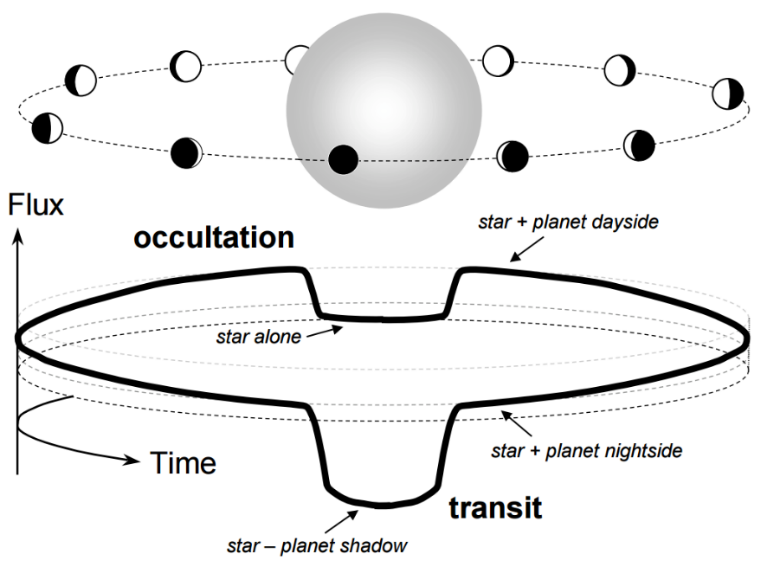 Flux
occultation
star + planet dayside
star alone
star + planet nightside
Time
transit
star – planet shadow